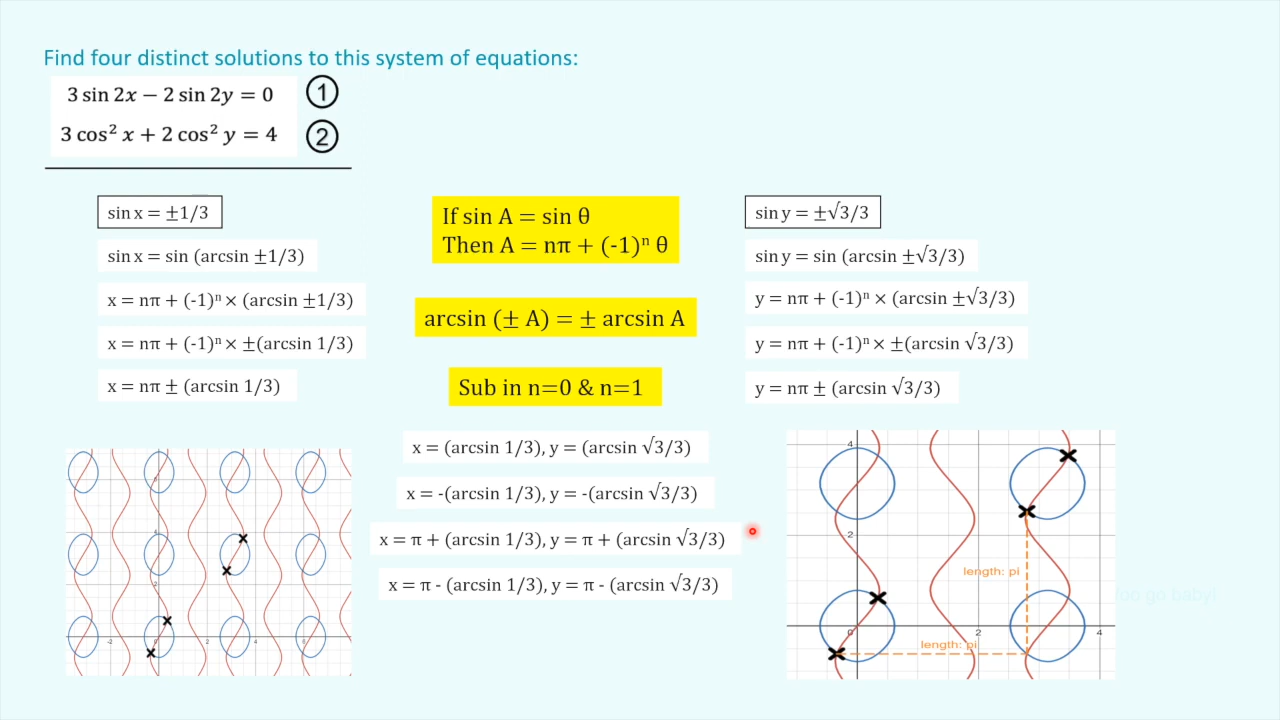 Find four distinct solutions to this system of equations:
3 sin 2x − 2 sin 2y = 0 ①
3 cos² x + 2 cos² y = 4 ②
sin x = ±1/3
sin x = sin (arcsin ±1/3)
x = nπ + (-1)ⁿ × (arcsin ±1/3)
x = nπ + (-1)ⁿ × ±(arcsin 1/3)
x = nπ ± (arcsin 1/3)
If sin A = sin θ
Then A = nπ + (-1)ⁿ θ
arcsin (± A) = ± arcsin A
Sub in n=0 & n=1
sin y = ±√3/3
sin y = sin (arcsin ±√3/3)
y = nπ + (-1)ⁿ × (arcsin ±√3/3)
y = nπ + (-1)ⁿ × ±(arcsin √3/3)
y = nπ ± (arcsin √3/3)
x = (arcsin 1/3), y = (arcsin √3/3)
x = -(arcsin 1/3), y = -(arcsin √3/3)
x = π + (arcsin 1/3), y = π + (arcsin √3/3)
x = π - (arcsin 1/3), y = π - (arcsin √3/3)
4
2
length: pi
0
2
4
length: pi
go baby!